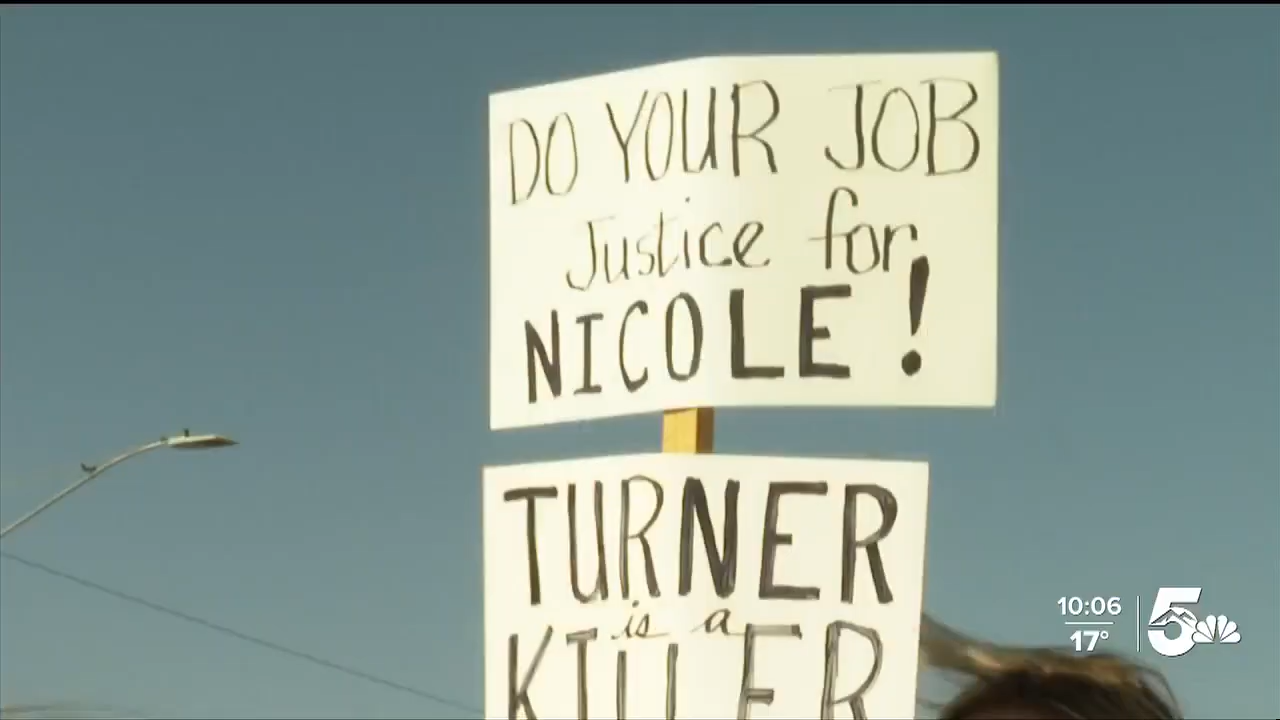 DO YOUR JOB
Justice for
NICOLE!
TURNER
is a
KILLER
10:06
17°
5